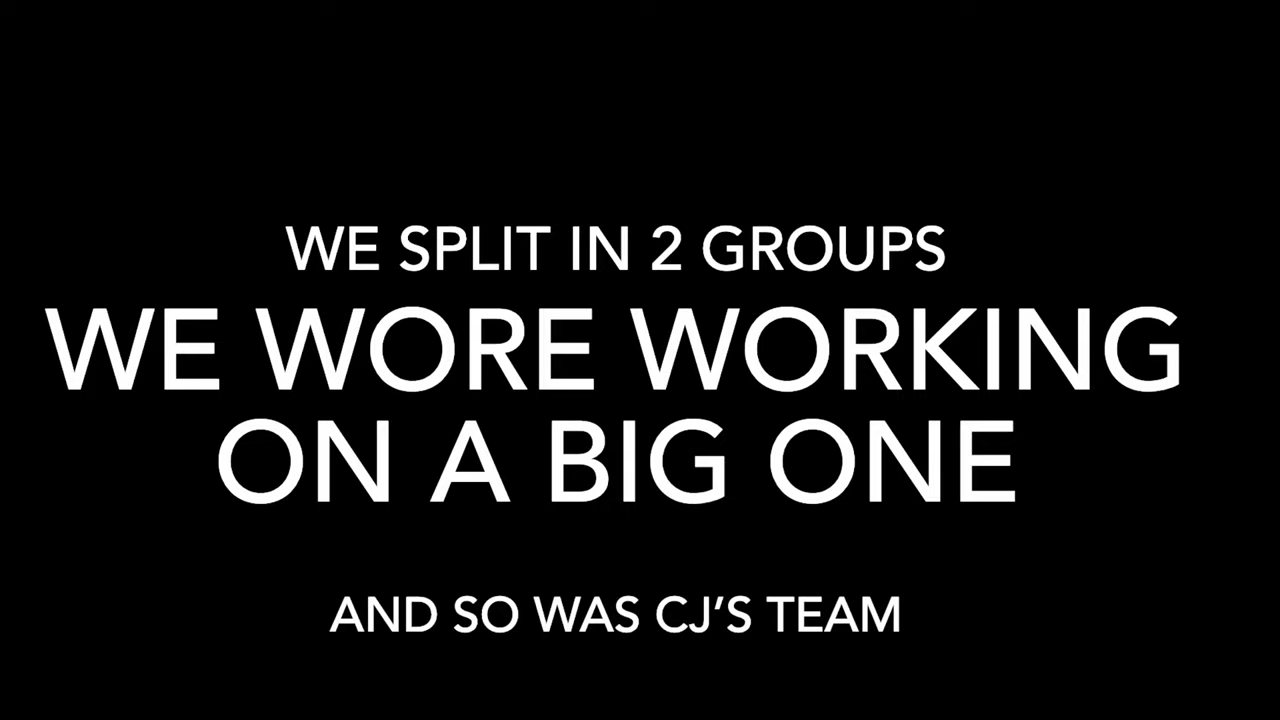 WE SPLIT IN 2 GROUPS
WE WORE WORKING
ON A BIG ONE
AND SO WAS CJ'S TEAM